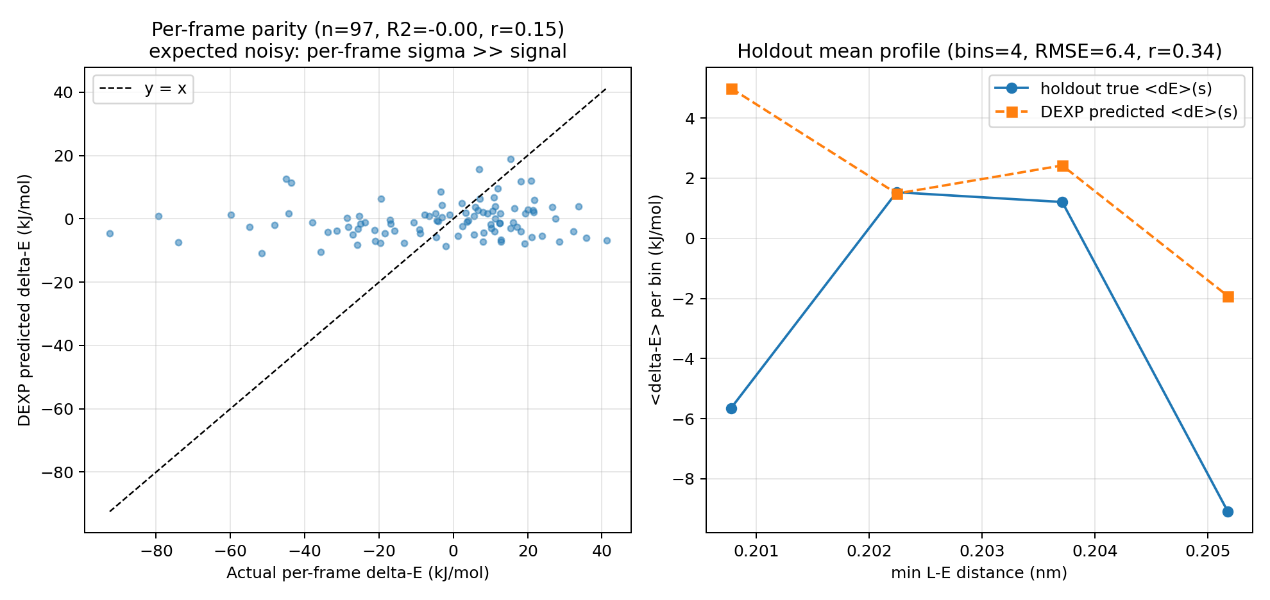 Per-frame parity (n=97, R2=-0.00, r=0.15)
expected noisy: per-frame sigma >> signal
y = x
40
20
0
−20
−40
−60
−80
DEXP predicted delta-E (kJ/mol)
−80 −60 −40 −20 0 20 40
Actual per-frame delta-E (kJ/mol)
Holdout mean profile (bins=4, RMSE=6.4, r=0.34)
holdout true <dE>(s)
DEXP predicted <dE>(s)
4
2
0
−2
−4
−6
−8
<delta-E> per bin (kJ/mol)
0.201 0.202 0.203 0.204 0.205
min L-E distance (nm)